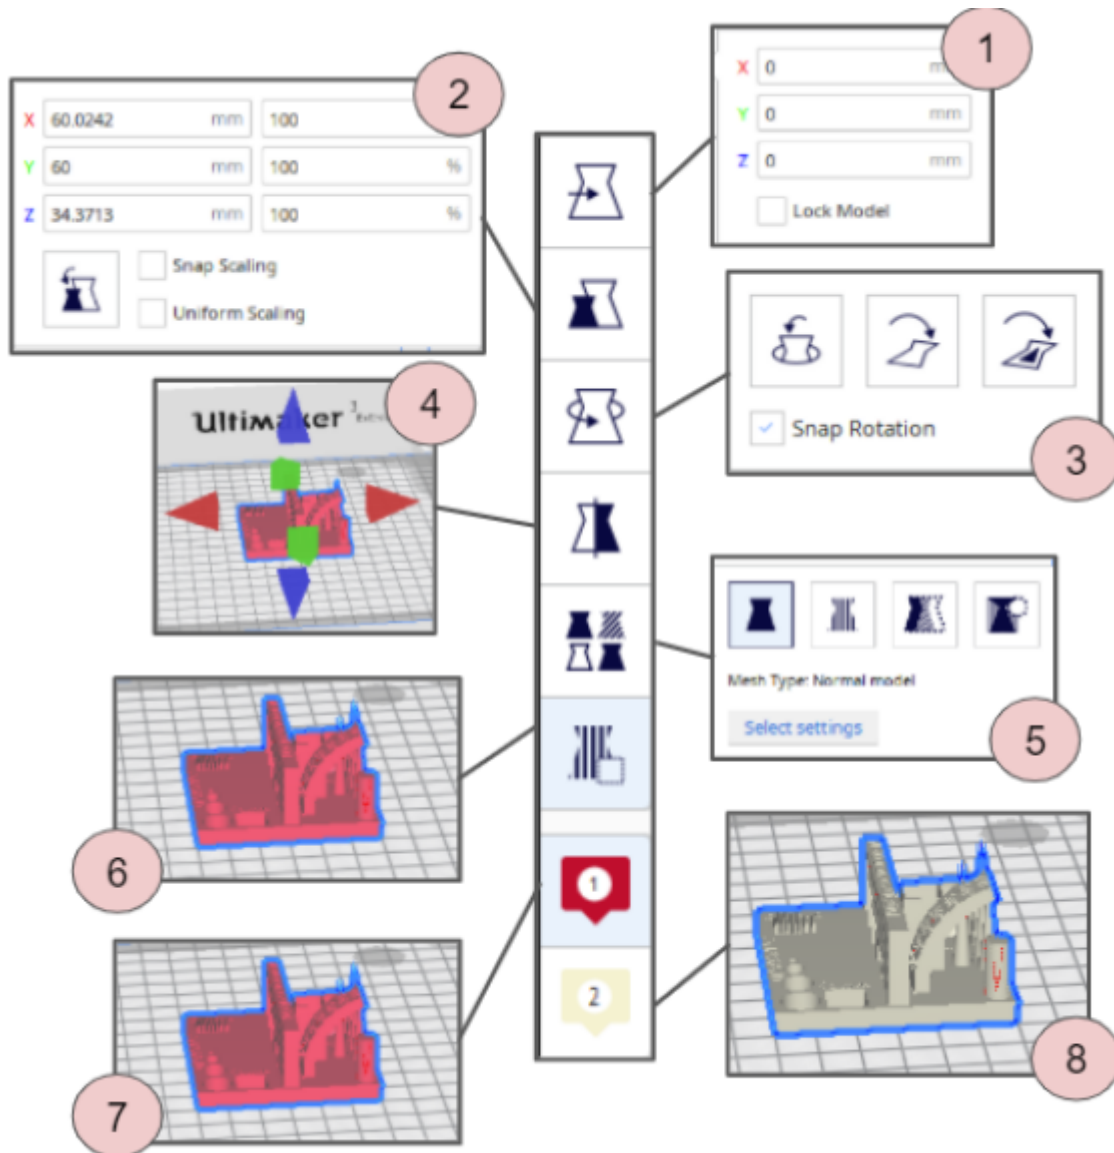 1
X 0 mm
Y 0 mm
Z 0 mm
Lock Model
2
X 60.0242 mm 100
Y 60 mm 100 %
Z 34.3713 mm 100 %
Snap Scaling
Uniform Scaling
Snap Rotation
3
Ultimaker 3
4
Mesh Type: Normal model
Select settings
5
6
1
7
2
8